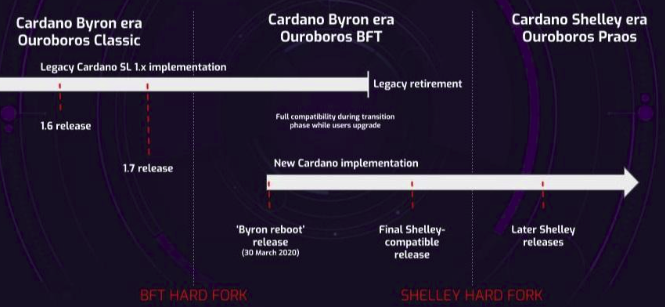 Cardano Byron era
Ouroboros Classic
Cardano Byron era
Ouroboros BFT
Cardano Shelley era
Ouroboros Praos
Legacy Cardano SL 1.x implementation
Legacy retirement
1.6 release
Full compatibility during transition
phase while users upgrade
1.7 release
New Cardano implementation
'Byron reboot'
release
(30 March 2020)
Final Shelley-
compatible
release
Later Shelley
releases
BFT HARD FORK
SHELLEY HARD FORK